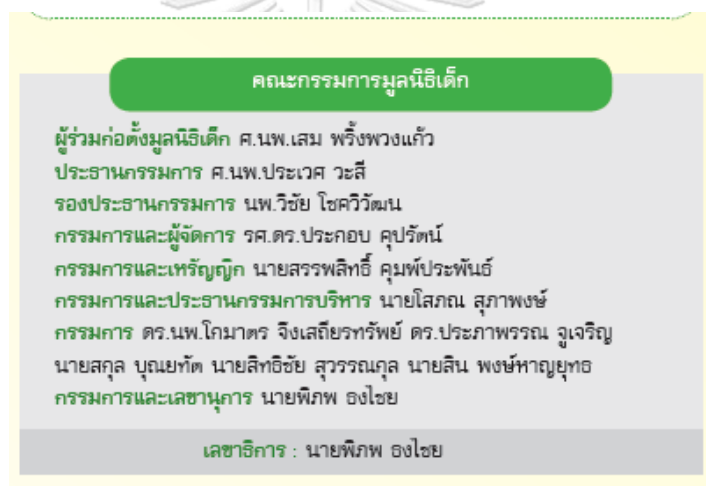 คณะกรรมการมูลนิธิเด็ก
ผู้ร่วมก่อตั้งมูลนิธิเด็ก ศ.นพ.เสม พริ้งพวงแก้ว
ประธานกรรมการ ศ.นพ.ประเวศ วะสี
รองประธานกรรมการ นพ.วิชัย โชควิวัฒน
กรรมการและผู้จัดการ รศ.ดร.ประกอบ คุปรัตน์
กรรมการและเหรัญญิก นายสรรพสิทธิ์ คุมพ์ประพันธ์
กรรมการและประธานกรรมการบริหาร นายโสภณ สุภาพงษ์
กรรมการ ดร.นพ.โกมาตร จึงเสถียรทรัพย์ ดร.ประภาพรรณ จูเจริญ
นายสกุล บุณยทัต นายสิทธิชัย สุวรรณกุล นายสิน พงษ์หาญยุทธ
กรรมการและเลขานุการ นายพิภพ ธงไชย
เลขาธิการ : นายพิภพ ธงไชย